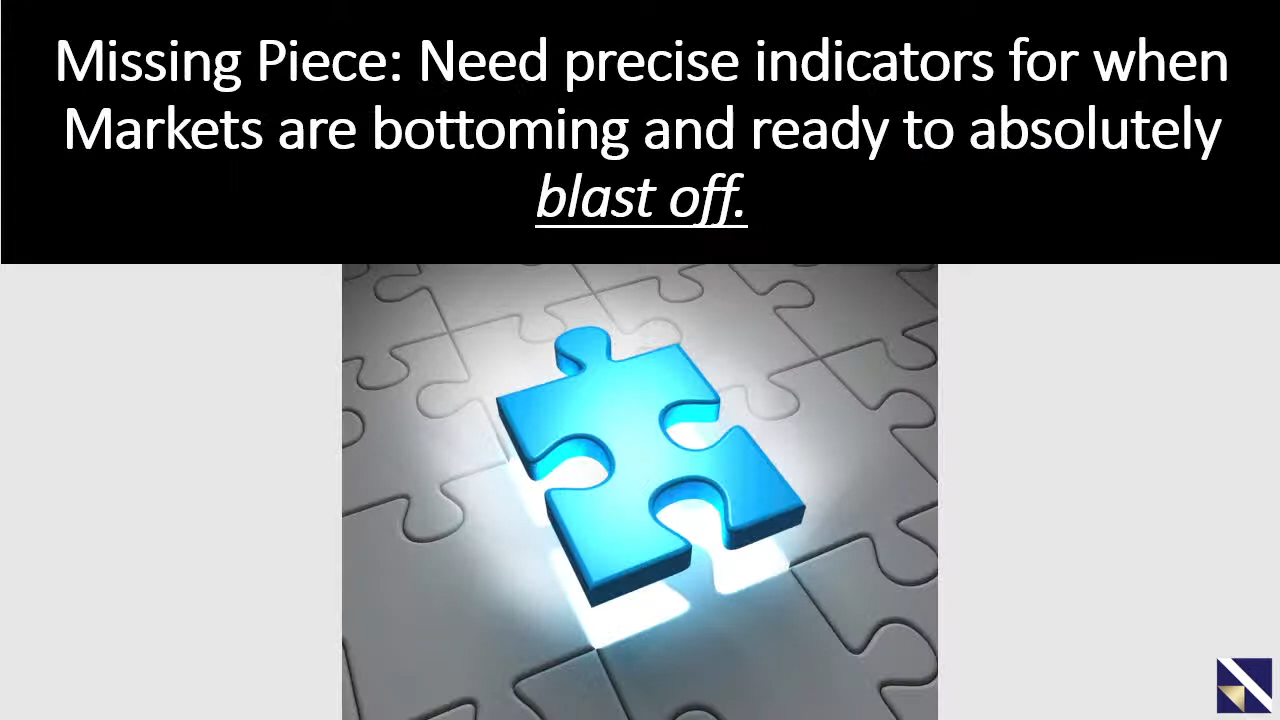 Missing Piece: Need precise indicators for when
Markets are bottoming and ready to absolutely
blast off.